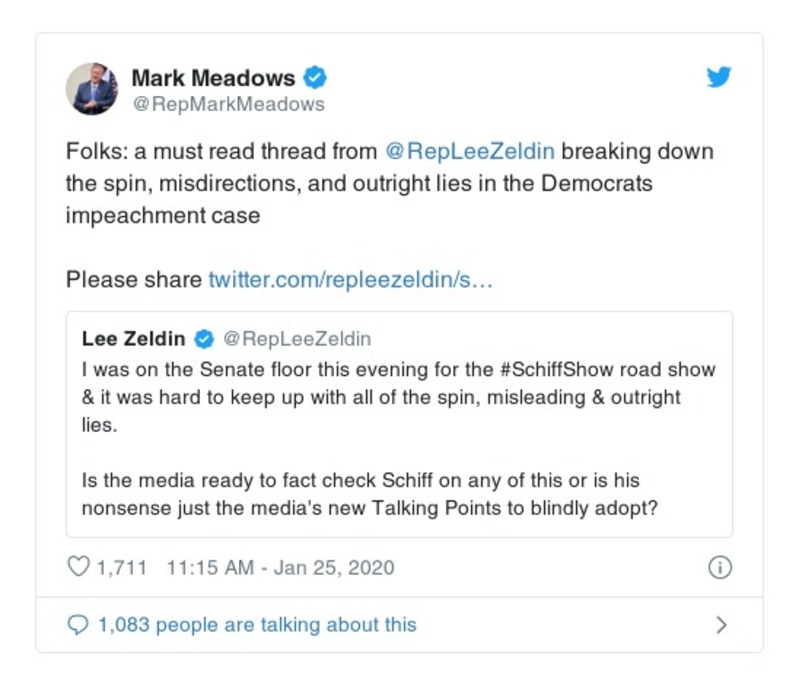 Mark Meadows
@RepMarkMeadows
Folks: a must read thread from @RepLeeZeldin breaking down
the spin, misdirections, and outright lies in the Democrats
impeachment case
Please share twitter.com/repleezeldin/s…
Lee Zeldin @RepLeeZeldin
I was on the Senate floor this evening for the #SchiffShow road show
& it was hard to keep up with all of the spin, misleading & outright
lies.
Is the media ready to fact check Schiff on any of this or is his
nonsense just the media's new Talking Points to blindly adopt?
1,711 11:15 AM - Jan 25, 2020
1,083 people are talking about this